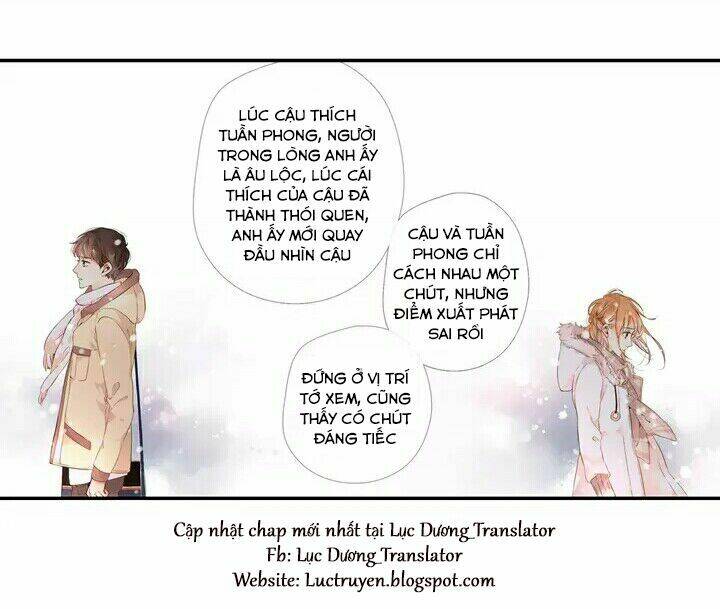 LÚC CẬU THÍCH
TUẦN PHONG, NGƯỜI
TRONG LÒNG ANH ẤY
LÀ ÂU LỘC, LÚC CÁI
THÍCH CỦA CẬU ĐÃ
THÀNH THÓI QUEN,
ANH ẤY MỚI QUAY
ĐẦU NHÌN CẬU
CẬU VÀ TUẦN
PHONG CHỈ
CÁCH NHAU MỘT
CHÚT, NHƯNG
ĐIỂM XUẤT PHÁT
SAI RỒI
ĐỨNG Ở VỊ TRÍ
TỚ XEM, CŨNG
THẤY CÓ CHÚT
ĐÁNG TIẾC
Cập nhật chap mới nhất tại Lục Dương_Translator
Fb: Lục Dương_Translator
Website: Luctruyen.blogspot.com